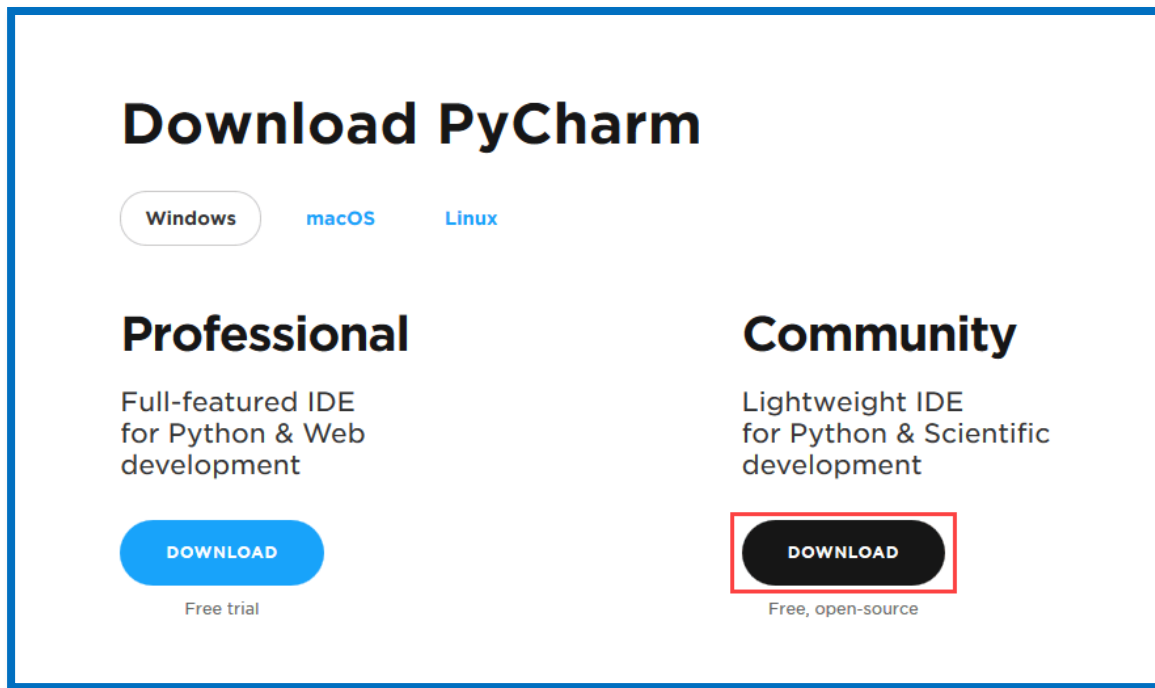 Download PyCharm
Windows macOS Linux
Professional
Full-featured IDE
for Python & Web
development
DOWNLOAD
Free trial
Community
Lightweight IDE
for Python & Scientific
development
DOWNLOAD
Free, open-source